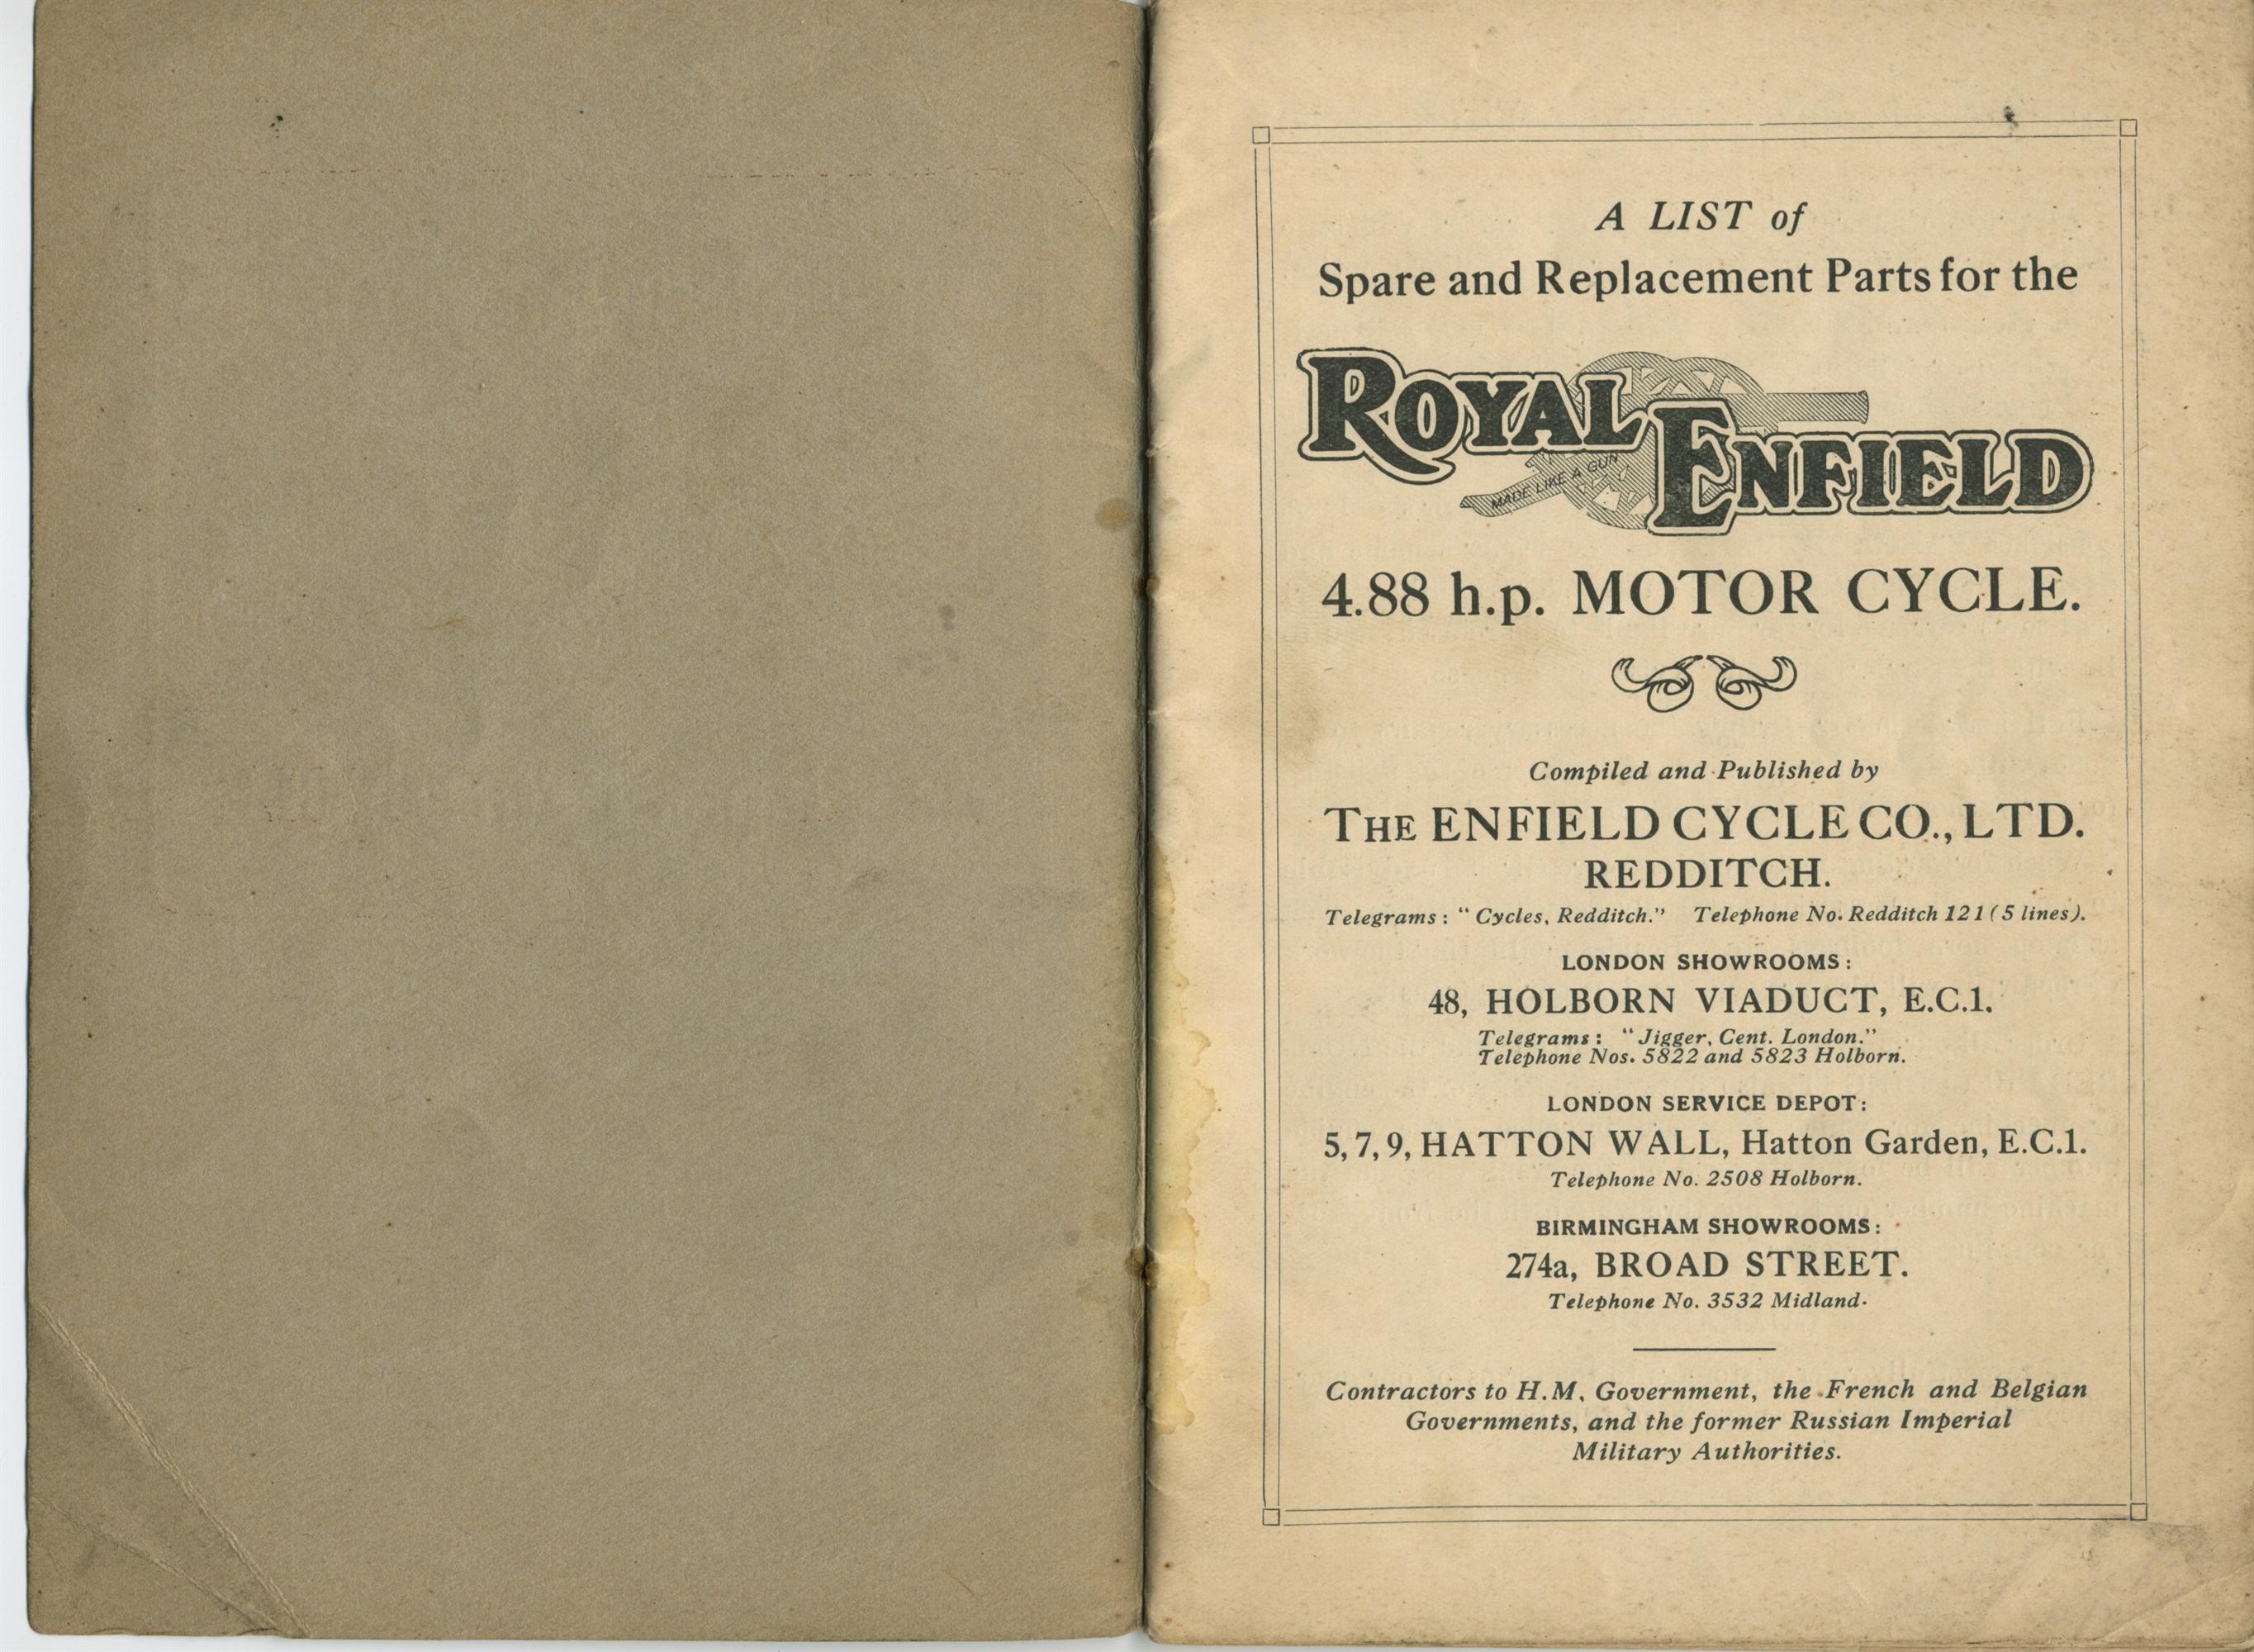 A LIST of
Spare and Replacement Parts for the
ROYAL ENFIELD
MADE LIKE A GUN
4.88 h.p. MOTOR CYCLE.
Compiled and Published by
THE ENFIELD CYCLE CO., LTD.
REDDITCH.
Telegrams: "Cycles, Redditch." Telephone No. Redditch 121 (5 lines).
LONDON SHOWROOMS:
48, HOLBORN VIADUCT, E.C.1.
Telegrams: "Jigger, Cent. London."
Telephone Nos. 5822 and 5823 Holborn.
LONDON SERVICE DEPOT:
5, 7, 9, HATTON WALL, Hatton Garden, E.C.1.
Telephone No. 2508 Holborn.
BIRMINGHAM SHOWROOMS:
274a, BROAD STREET.
Telephone No. 3532 Midland.
Contractors to H.M. Government, the French and Belgian
Governments, and the former Russian Imperial
Military Authorities.